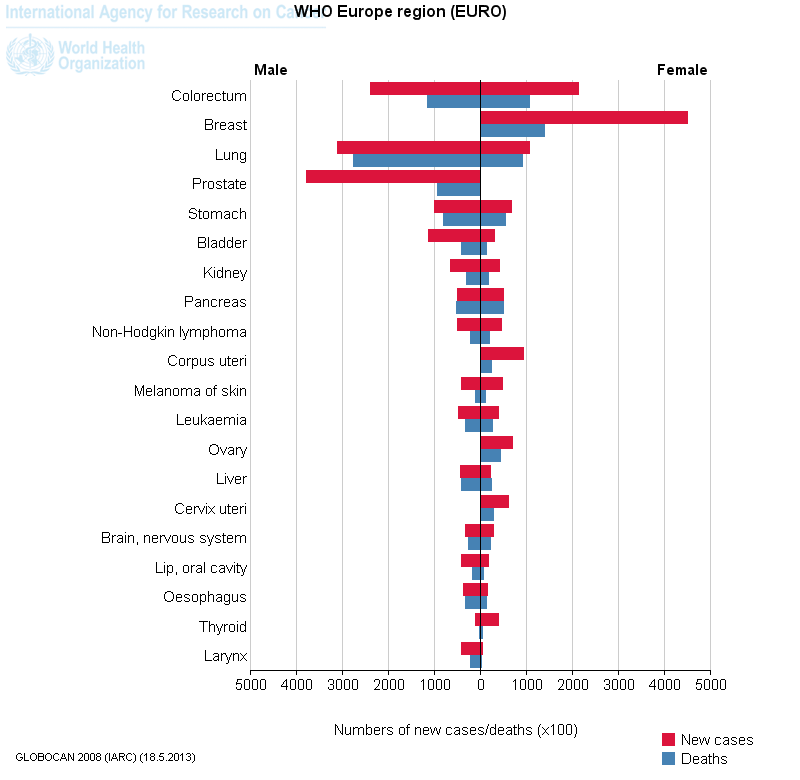 International Agency for Research on Ca
WHO Europe region (EURO)
World Health
Organization
Male
Female
Colorectum
Breast
Lung
Prostate
Stomach
Bladder
Kidney
Pancreas
Non-Hodgkin lymphoma
Corpus uteri
Melanoma of skin
Leukaemia
Ovary
Liver
Cervix uteri
Brain, nervous system
Lip, oral cavity
Oesophagus
Thyroid
Larynx
5000 4000 3000 2000 1000 0 1000 2000 3000 4000 5000
Numbers of new cases/deaths (x100)
New cases
Deaths
GLOBOCAN 2008 (IARC) (18.5.2013)